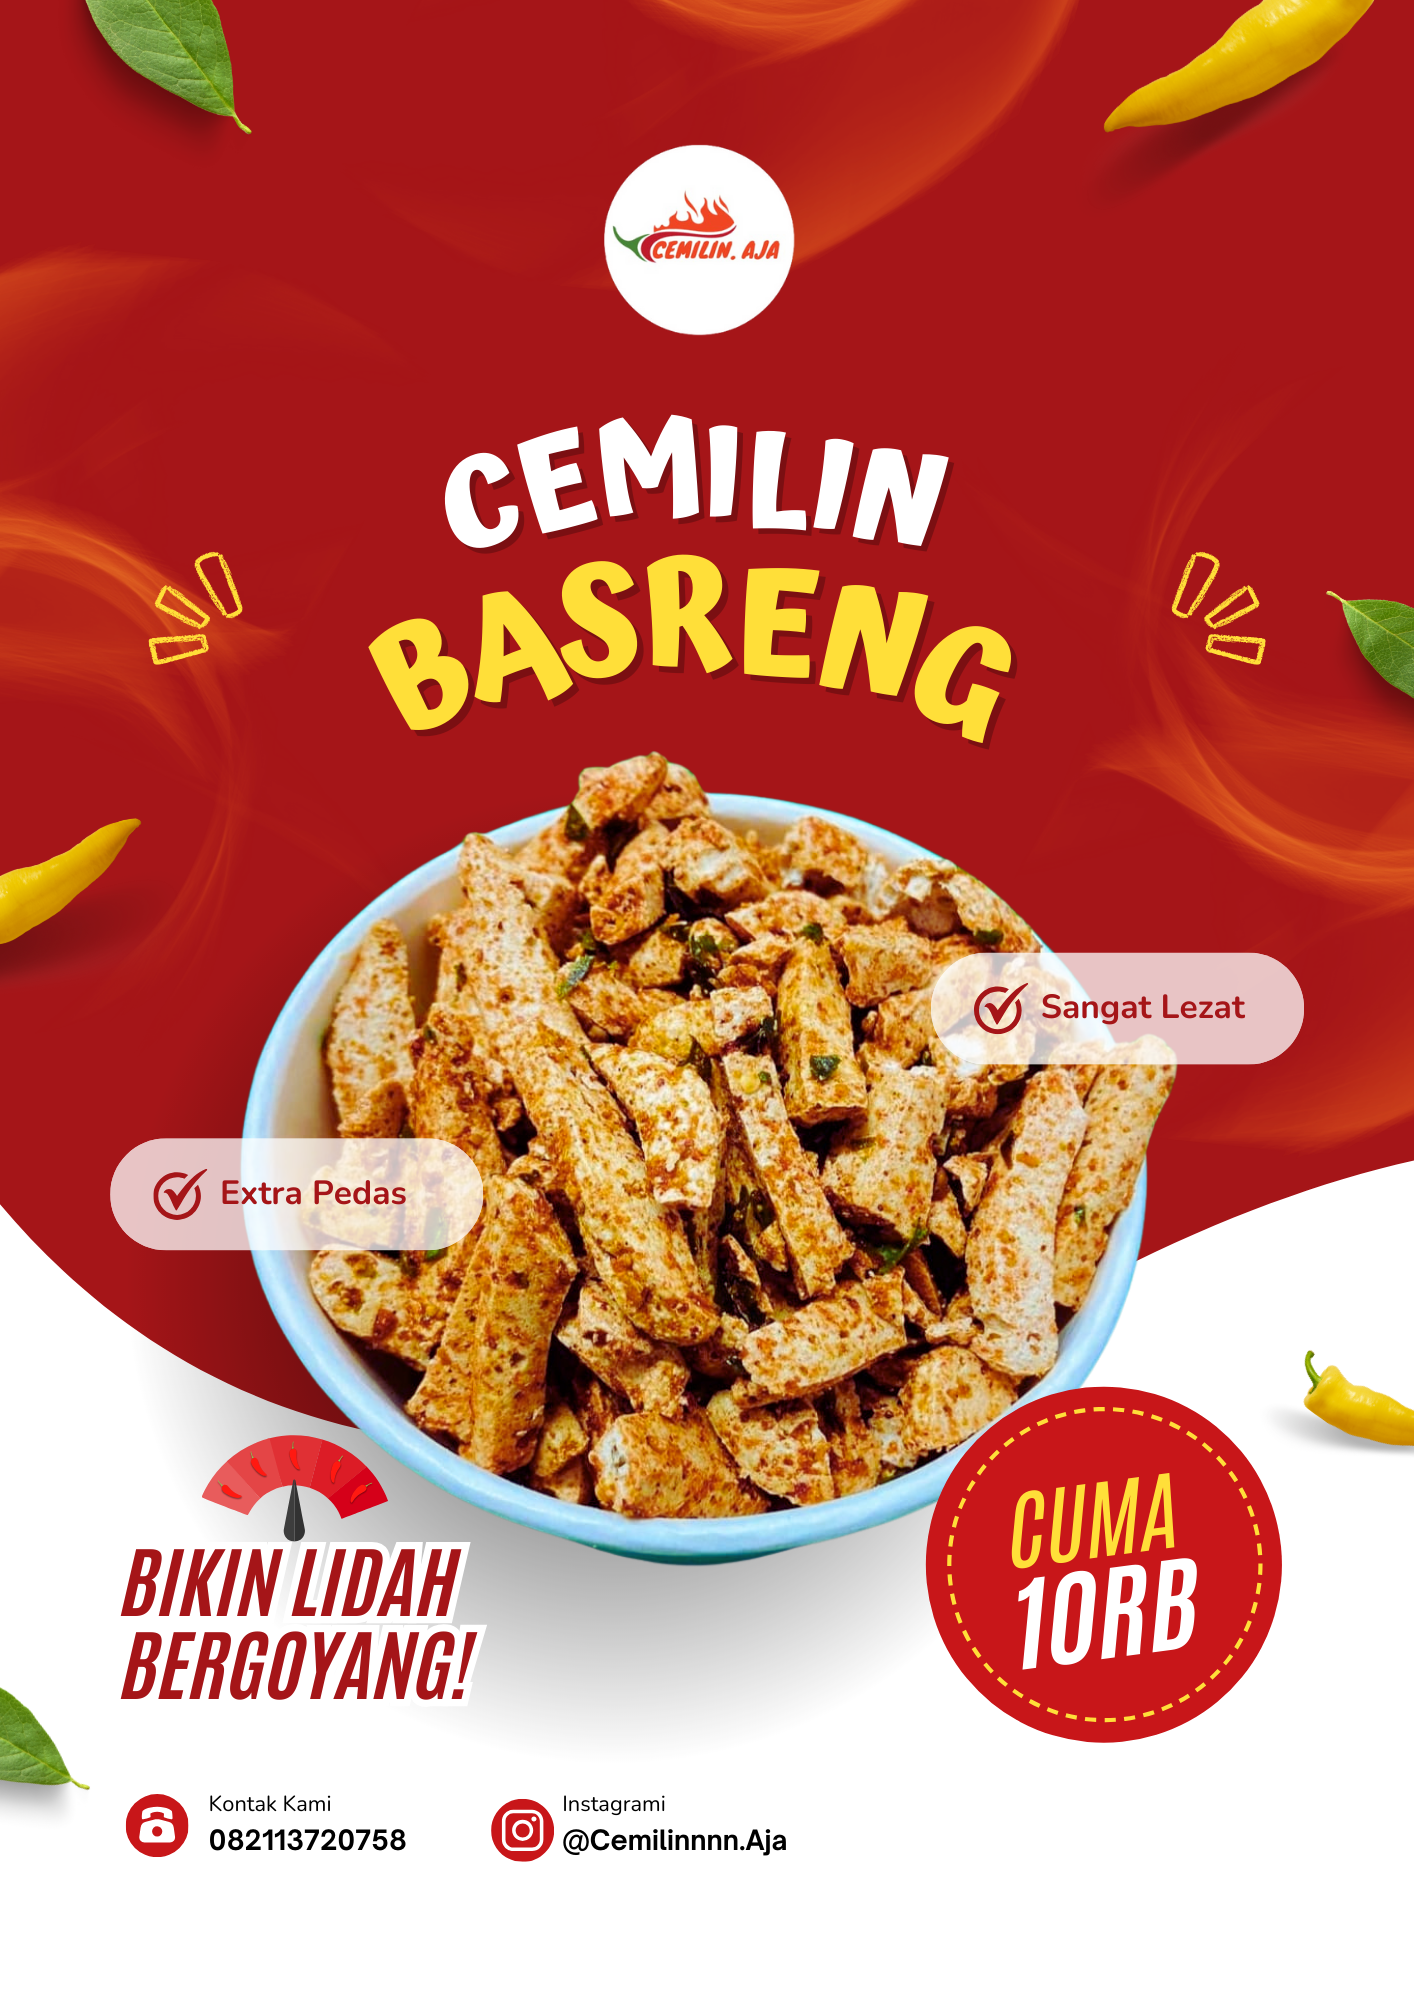 CEMILIN. AJA
CEMILIN
BASRENG
Sangat Lezat
Extra Pedas
BIKIN LIDAH
BERGOYANG!
CUMA
10RB
Kontak Kami
082113720758
Instagrami
@Cemilinnnn.Aja